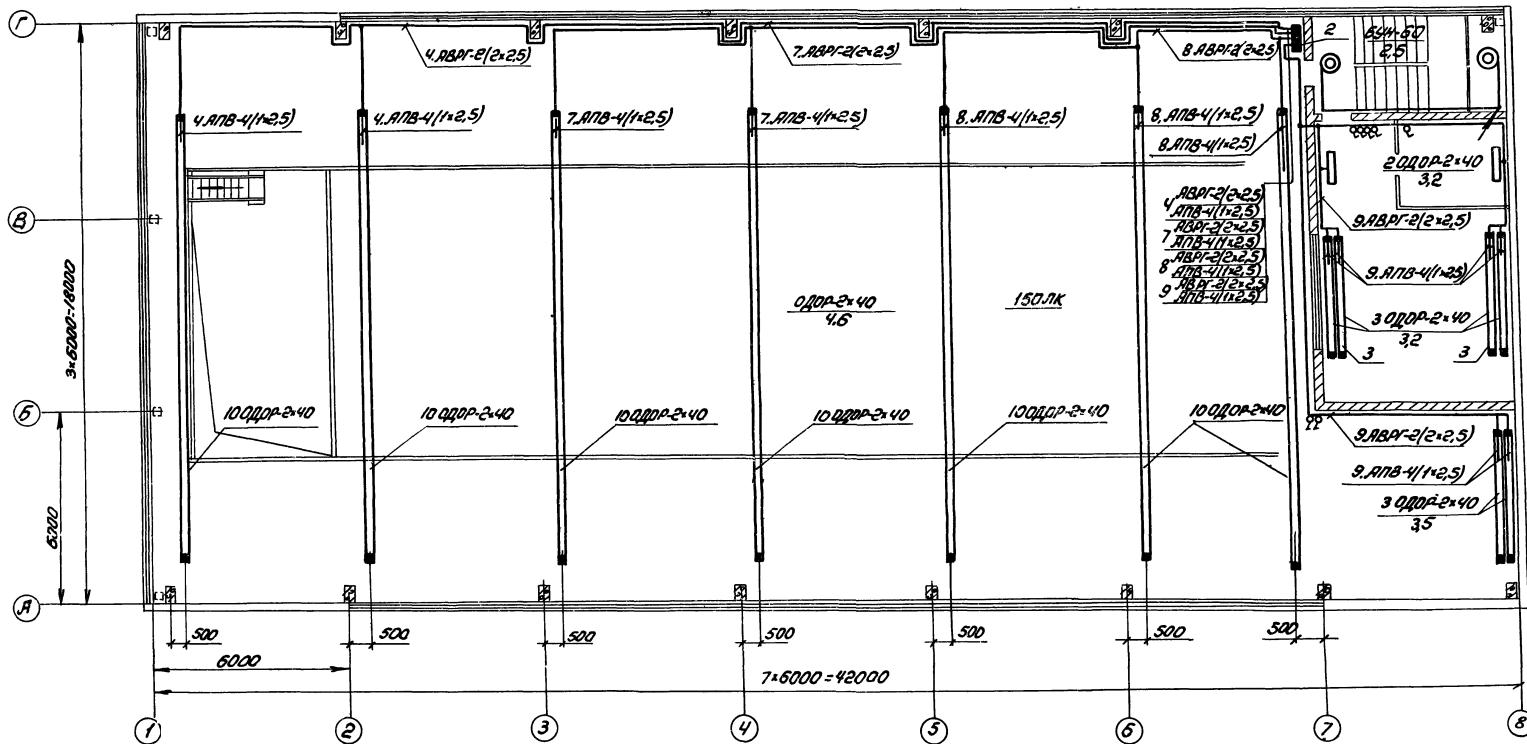 Г
4.АВРГ-2(2×2,5)
7.АВРГ-2(2×2,5)
8.АВРГ-2(2×2,5)
2
2,5
4.АПВ-4(1×2,5)
4.АПВ-4(1×2,5)
7.АПВ-4(1×2,5)
7.АПВ-4(1×2,5)
8.АПВ-4(1×2,5)
8.АПВ-4(1×2,5)
8.АПВ-4(1×2,5)
2 ОДОР-2×40
3,2
В
4 АВРГ-2(2×2,5)
АПВ-4(1×2,5)
7 АВРГ-2(2×2,5)
АПВ-4(1×2,5)
8 АВРГ-2(2×2,5)
АПВ-4(1×2,5)
9 АВРГ-2(2×2,5)
АПВ-4(1×2,5)
9.АВРГ-2(2×2,5)
9.АПВ-4(1×2,5)
ОДОР-2×40
4,6
150ЛК
3 ОДОР-2×40
3,2
3
3
3×6000=18000
Б
10 ОДОР-2×40
10 ОДОР-2×40
10 ОДОР-2×40
10 ОДОР-2×40
10 ОДОР-2×40
10 ОДОР-2×40
9.АВРГ-2(2×2,5)
9.АПВ-4(1×2,5)
3 ОДОР-2×40
3,5
6000
А
500
500
500
500
500
500
500
6000
7×6000=42000
1
2
3
4
5
6
7
8